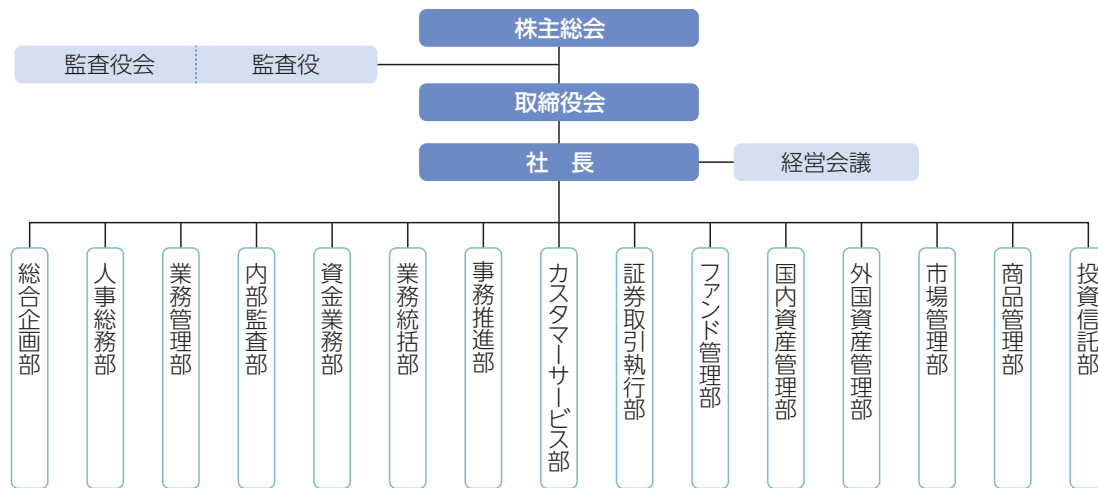 株主総会
監査役会
監査役
取締役会
社 長
経営会議
総合企画部
人事総務部
業務管理部
内部監査部
資金業務部
業務統括部
事務推進部
カスタマーサービス部
証券取引執行部
ファンド管理部
国内資産管理部
外国資産管理部
市場管理部
商品管理部
投資信託部